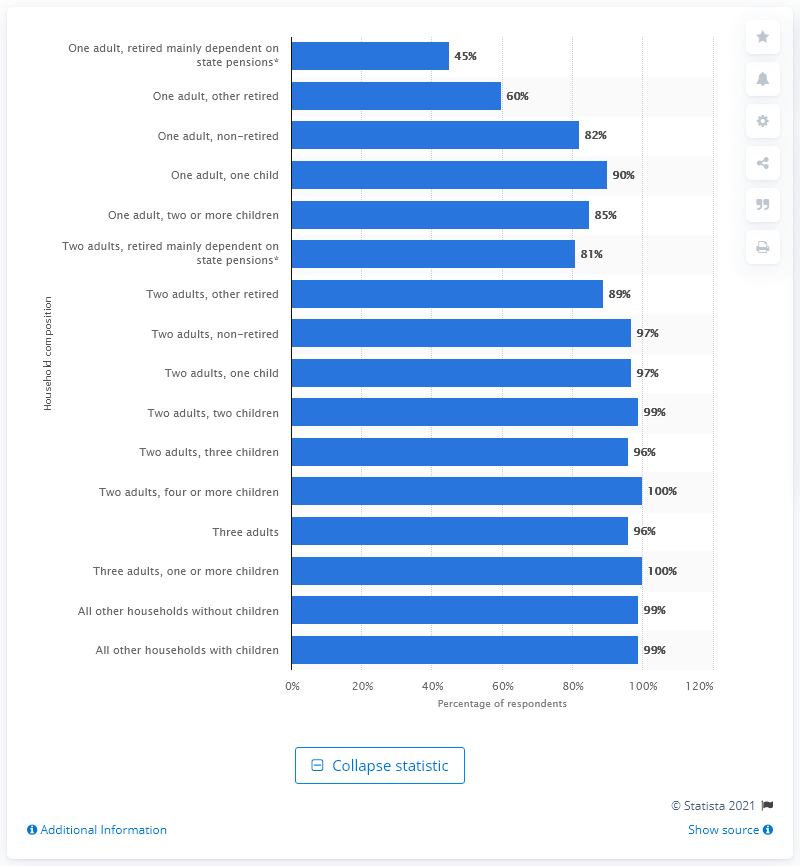 One adult, retired mainly dependent on
state pensions*
45%
One adult, other retired
60%
One adult, non-retired
82%
One adult, one child
90%
One adult, two or more children
85%
Two adults, retired mainly dependent on
state pensions*
81%
Two adults, other retired
89%
Two adults, non-retired
97%
Two adults, one child
97%
Two adults, two children
99%
Two adults, three children
96%
Two adults, four or more children
100%
Three adults
96%
Three adults, one or more children
100%
All other households without children
99%
All other households with children
99%
Household composition
0% 20% 40% 60% 80% 100% 120%
Percentage of respondents
Collapse statistic
© Statista 2021
Additional Information
Show source